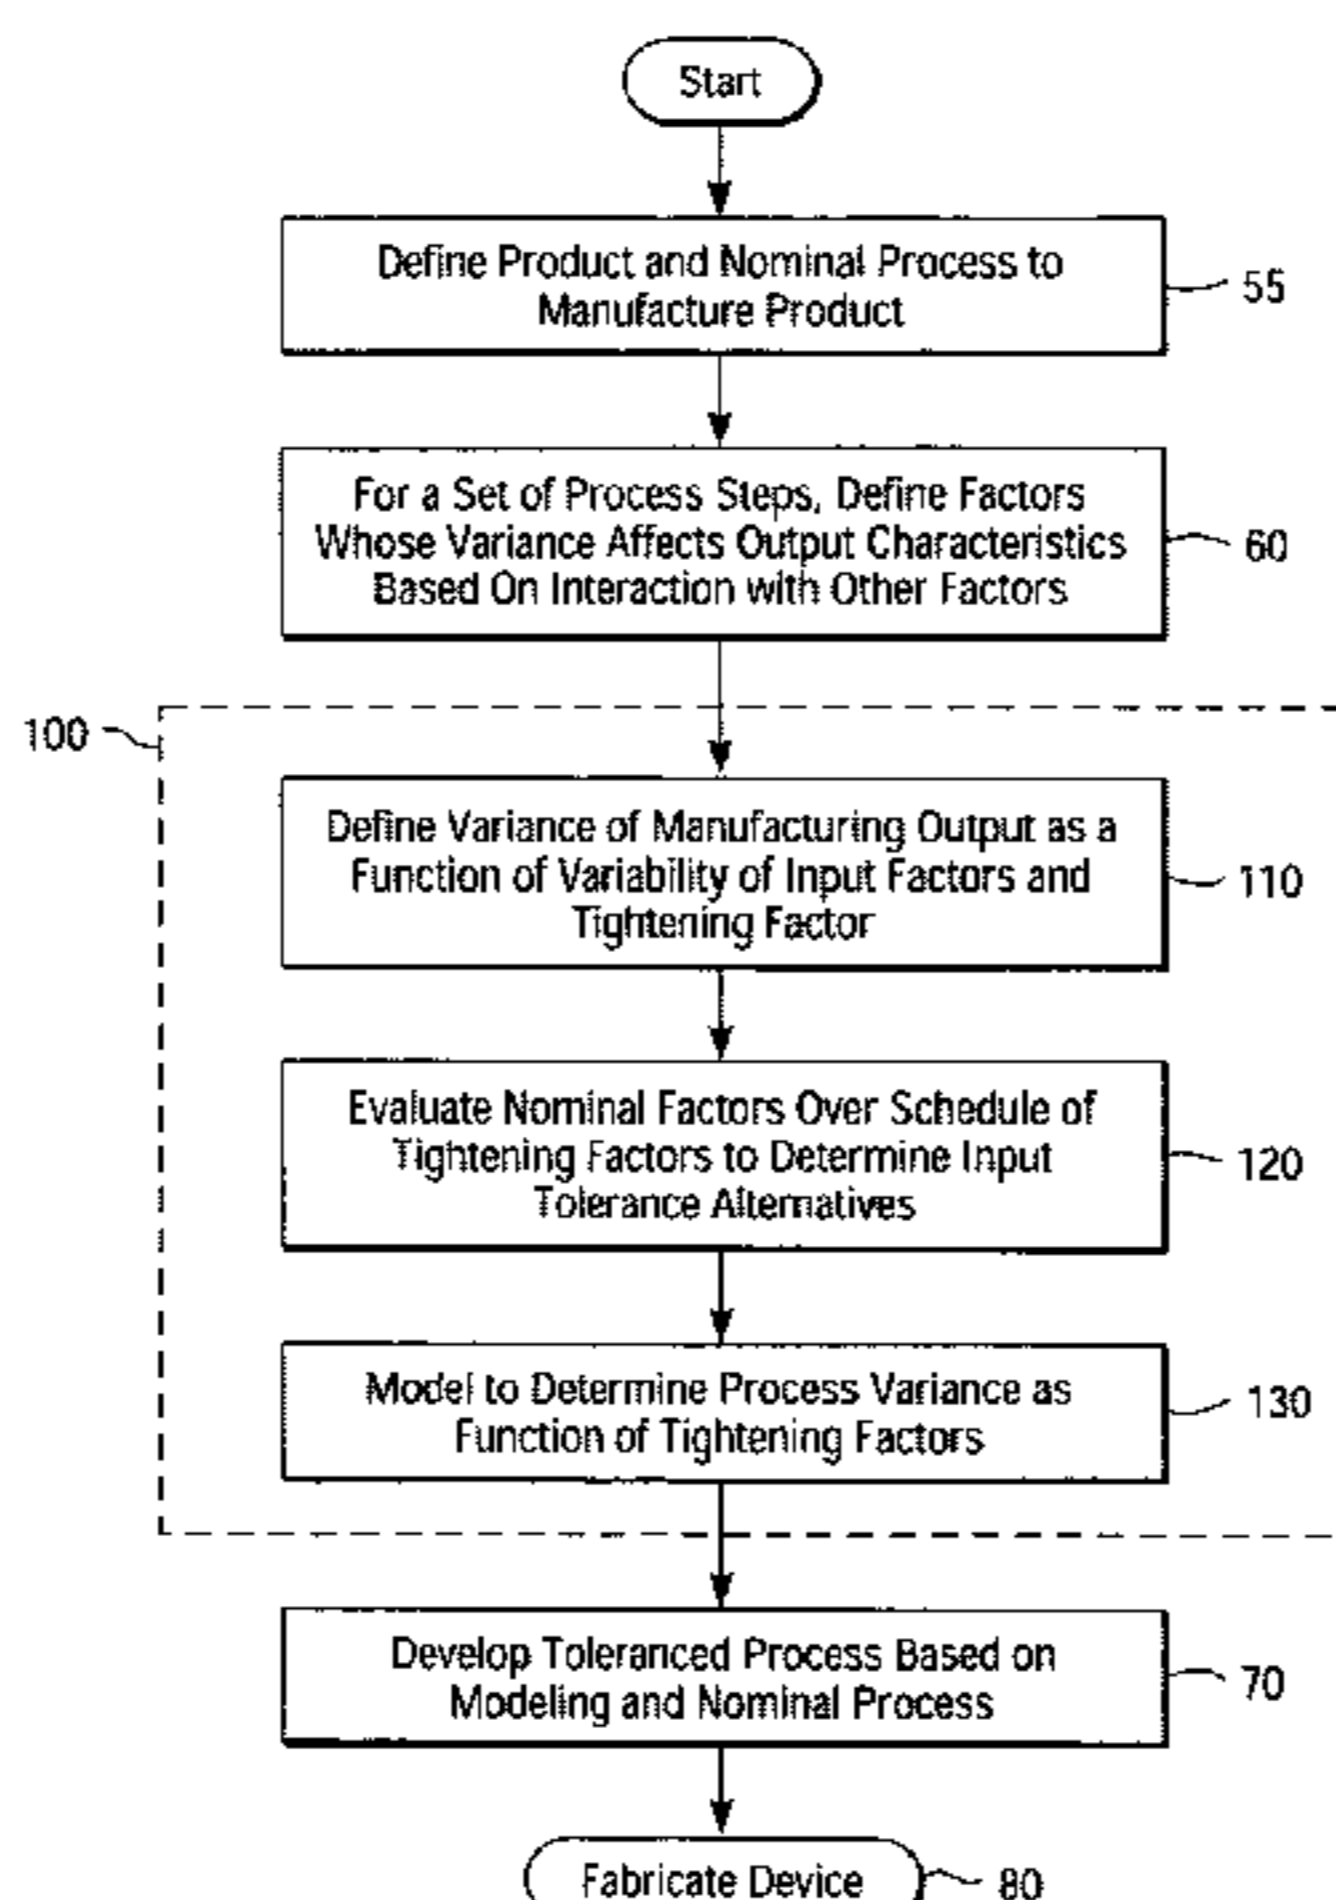 Start
Define Product and Nominal Process to
Manufacture Product
55
For a Set of Process Steps, Define Factors
Whose Variance Affects Output Characteristics
Based On Interaction with Other Factors
60
100
Define Variance of Manufacturing Output as a
Function of Variability of Input Factors and
Tightening Factor
110
Evaluate Nominal Factors Over Schedule of
Tightening Factors to Determine Input
Tolerance Alternatives
120
Model to Determine Process Variance as
Function of Tightening Factors
130
Develop Toleranced Process Based on
Modeling and Nominal Process
70
Fabricate Device
80